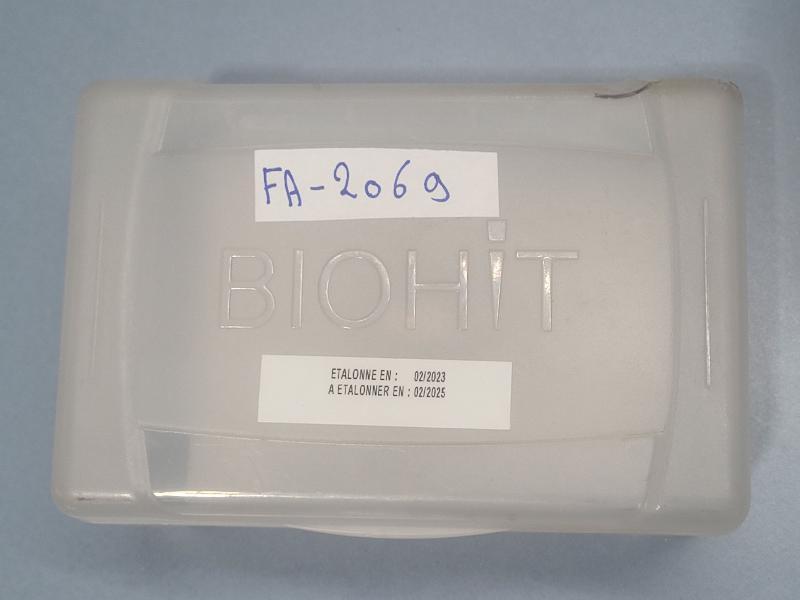 FA-2069
BIOHIT
ETALONNE EN : 02/2023
A ETALONNER EN : 02/2025